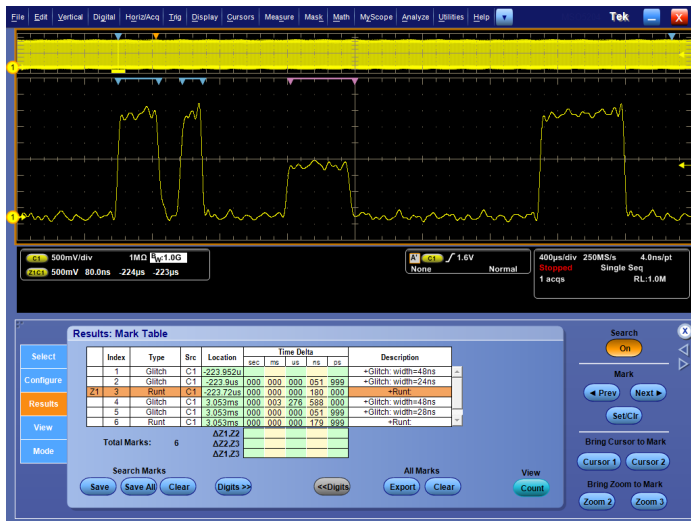 File Edit Vertical Digital Horiz/Acq Trig Display Cursors Measure Mask Math MyScope Analyze Utilities Help Tek X
1
1
C1 500mV/div 1MΩ BW:1.0G
Z1C1 500mV 80.0ns -224µs -223µs
A' C1 1.6V
None Normal
400µs/div 250MS/s 4.0ns/pt
Stopped Single Seq
1 acqs RL:1.0M
Results: Mark Table
Select
Configure
Results
View
Mode
Index Type Src Location Time Delta Description
sec ms us ns ps
1 Glitch C1 -223.952u +Glitch: width=48ns
2 Glitch C1 -223.9us 000 000 000 051 999 +Glitch: width=24ns
Z1 3 Runt C1 -223.72us 000 000 000 180 000 +Runt:
4 Glitch C1 3.053ms 000 003 276 588 000 +Glitch: width=48ns
5 Glitch C1 3.053ms 000 000 000 051 999 +Glitch: width=28ns
6 Runt C1 3.053ms 000 000 000 179 999 +Runt:
Total Marks: 6
ΔZ1.Z2
ΔZ2.Z3
ΔZ1.Z3
Search Marks
Save Save All Clear Digits >> <<Digits
All Marks
Export Clear
View
Count
Search
On
X
Mark
Prev Next
Set/Clr
Bring Cursor to Mark
Cursor 1 Cursor 2
Bring Zoom to Mark
Zoom 2 Zoom 3